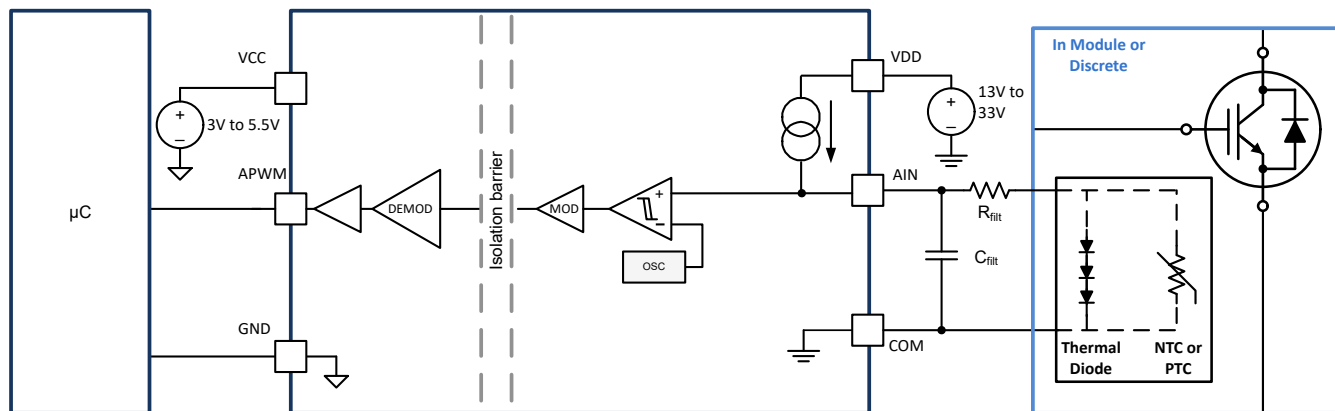 µC
VCC
+
3V to 5.5V
−
APWM
GND
DEMOD
Isolation barrier
MOD
+
−
OSC
VDD
+
13V to
33V
−
AIN
COM
Rfilt
Cfilt
In Module or
Discrete
Thermal
Diode
NTC or
PTC